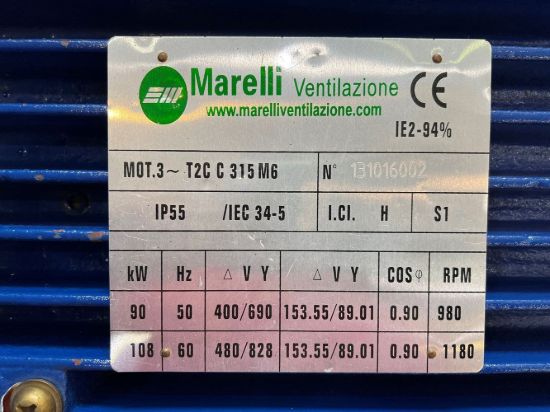 Marelli Ventilazione CE
www.marelliventilazione.com
IE2-94%
MOT.3~ T2C C 315 M6 N° 131016002
IP55 /IEC 34-5 I.Cl. H S1
kW Hz △ V Y △ V Y COSφ RPM
90 50 400/690 153.55/89.01 0.90 980
108 60 480/828 153.55/89.01 0.90 1180